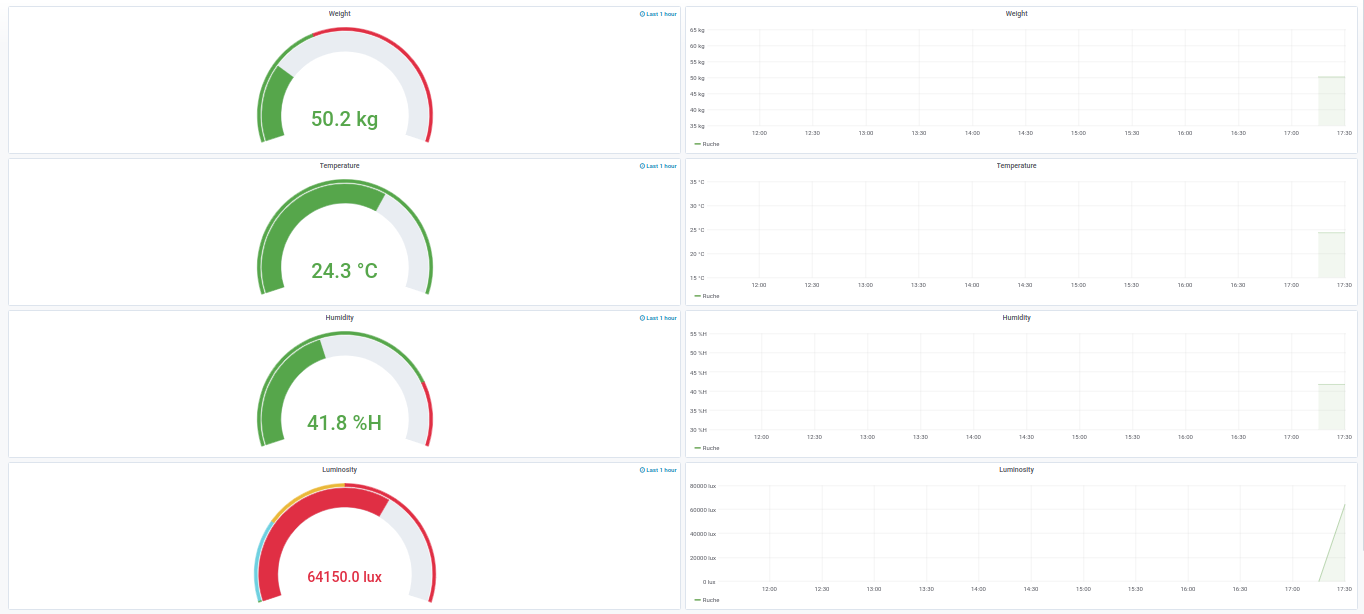 Weight
Last 1 hour
50.2 kg
Weight
65 kg
60 kg
55 kg
50 kg
45 kg
40 kg
35 kg
12:00 12:30 13:00 13:30 14:00 14:30 15:00 15:30 16:00 16:30 17:00 17:30
Ruche
Temperature
Last 1 hour
24.3 °C
Temperature
35 °C
30 °C
25 °C
20 °C
15 °C
12:00 12:30 13:00 13:30 14:00 14:30 15:00 15:30 16:00 16:30 17:00 17:30
Ruche
Humidity
Last 1 hour
41.8 %H
Humidity
55 %H
50 %H
45 %H
40 %H
35 %H
30 %H
12:00 12:30 13:00 13:30 14:00 14:30 15:00 15:30 16:00 16:30 17:00 17:30
Ruche
Luminosity
Last 1 hour
64150.0 lux
Luminosity
80000 lux
60000 lux
40000 lux
20000 lux
0 lux
12:00 12:30 13:00 13:30 14:00 14:30 15:00 15:30 16:00 16:30 17:00 17:30
Ruche